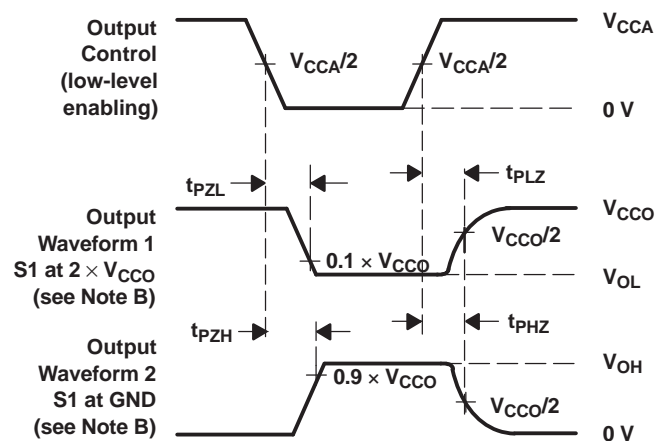 Output
Control
(low-level
enabling)
V_CCA/2
V_CCA/2
V_CCA
0 V
t_PZL
t_PLZ
Output
Waveform 1
S1 at 2 × V_CCO
(see Note B)
0.1 × V_CCO
V_CCO/2
V_CCO
V_OL
t_PZH
t_PHZ
Output
Waveform 2
S1 at GND
(see Note B)
0.9 × V_CCO
V_CCO/2
V_OH
0 V